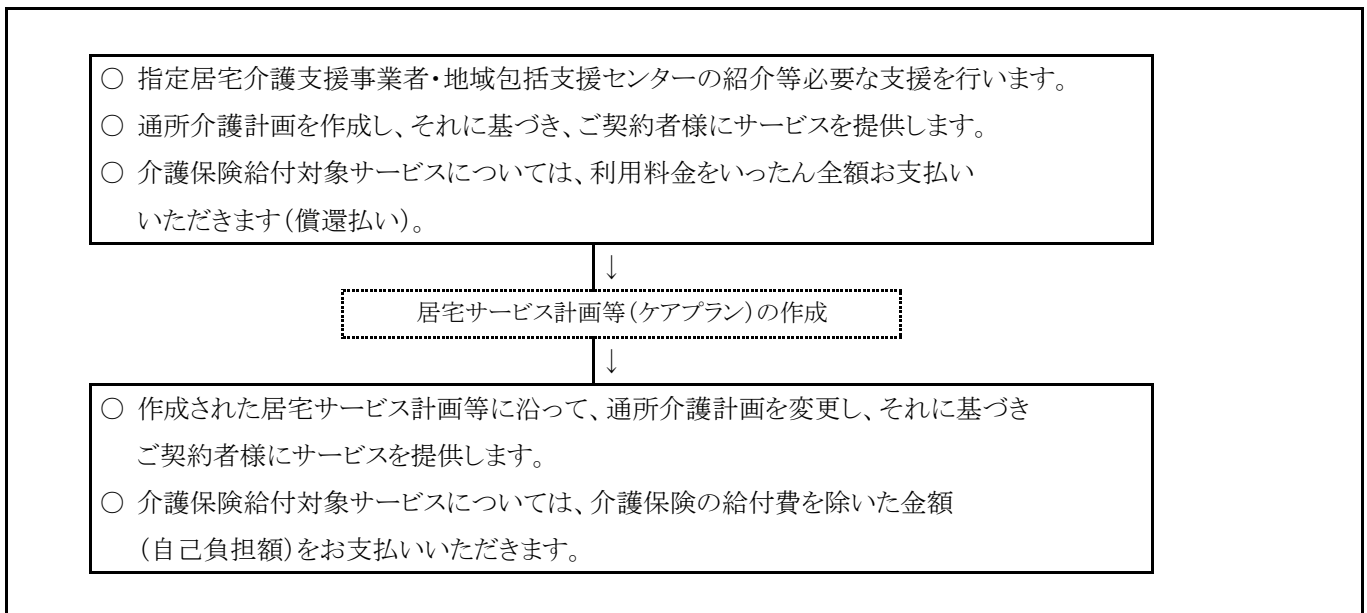 ○ 指定居宅介護支援事業者・地域包括支援センターの紹介等必要な支援を行います。
○ 通所介護計画を作成し、それに基づき、ご契約者様にサービスを提供します。
○ 介護保険給付対象サービスについては、利用料金をいったん全額お支払い
いただきます(償還払い)。
↓
居宅サービス計画等(ケアプラン)の作成
↓
○ 作成された居宅サービス計画等に沿って、通所介護計画を変更し、それに基づき
ご契約者様にサービスを提供します。
○ 介護保険給付対象サービスについては、介護保険の給付費を除いた金額
(自己負担額)をお支払いいただきます。